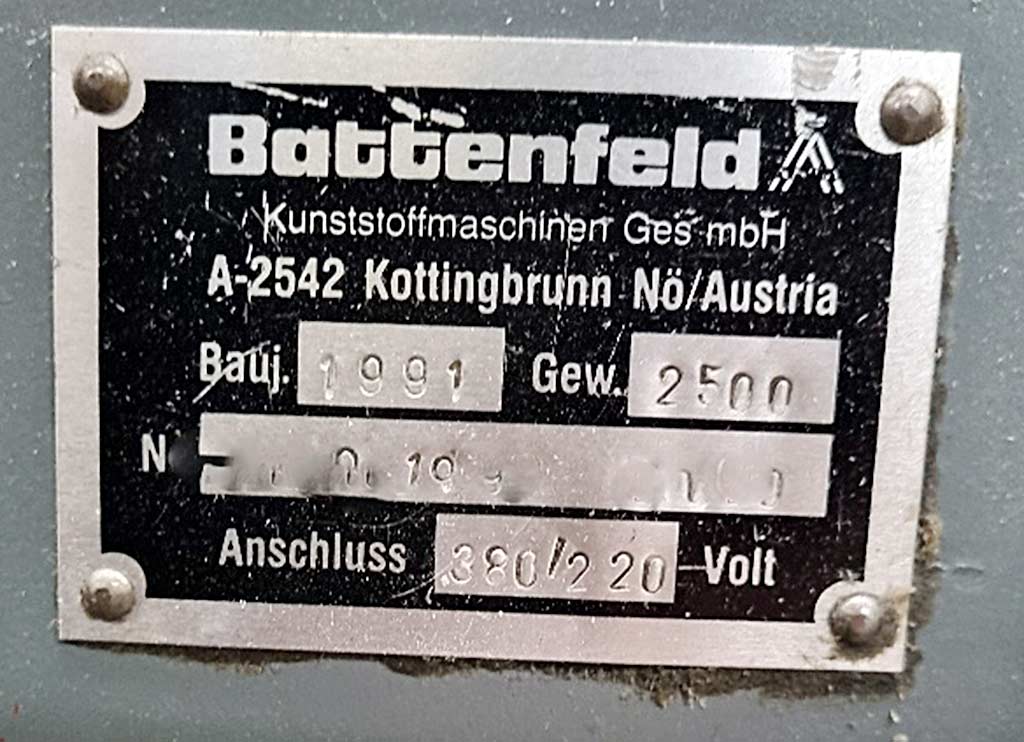 Battenfeld
Kunststoffmaschinen Ges mbH
A-2542 Kottingbrunn Nö/Austria
Bauj. 1991 Gew. 2500
Anschluss 380/220 Volt